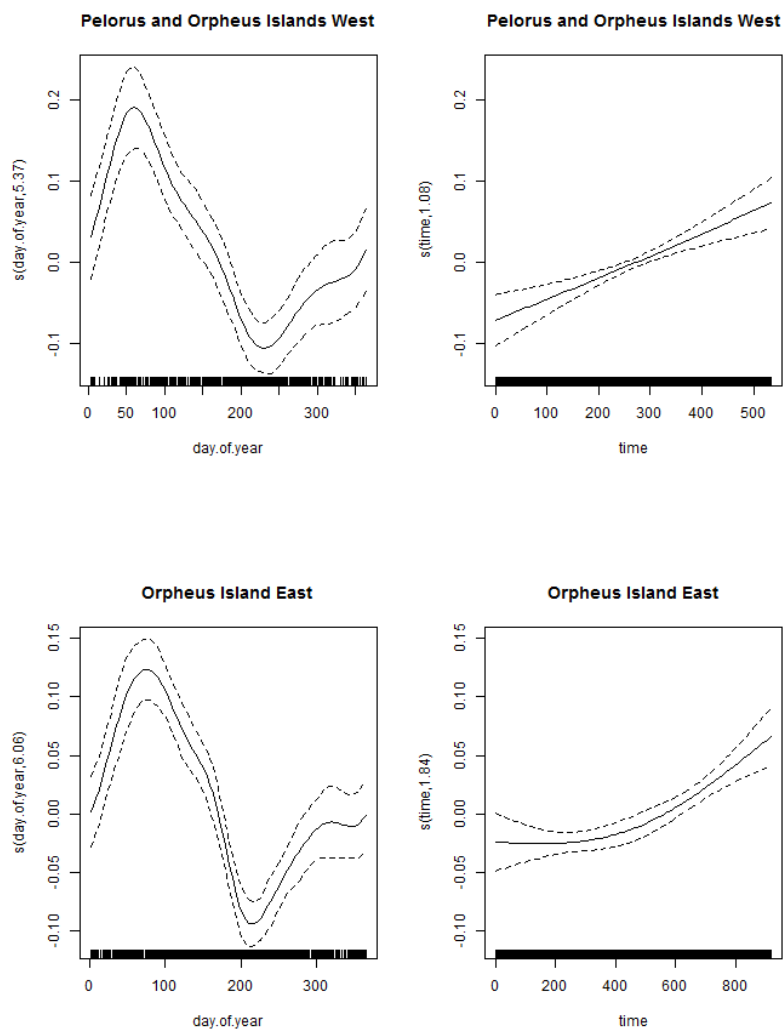 Pelorus and Orpheus Islands West
s(day.of.year,5.37)
0.2
0.1
0.0
-0.1
0 50 100 200 300
day.of.year
Pelorus and Orpheus Islands West
s(time,1.08)
0.2
0.1
0.0
-0.1
0 100 200 300 400 500
time
Orpheus Island East
s(day.of.year,6.06)
0.15
0.10
0.05
0.00
-0.05
-0.10
0 100 200 300
day.of.year
Orpheus Island East
s(time,1.84)
0.15
0.10
0.05
0.00
-0.05
-0.10
0 200 400 600 800
time